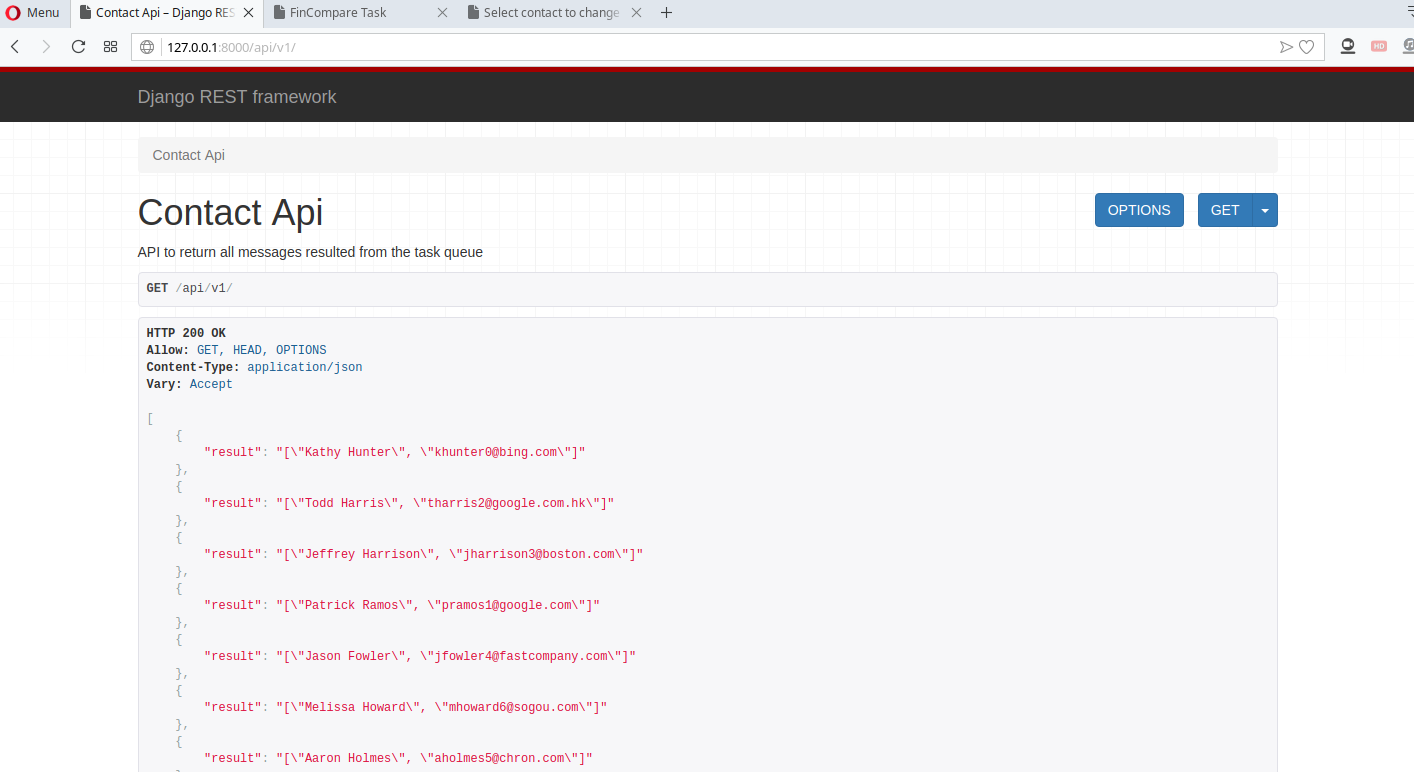 Menu
Contact Api – Django RES
FinCompare Task
Select contact to change
127.0.0.1:8000/api/v1/
Django REST framework
Contact Api
Contact Api
OPTIONS
GET
API to return all messages resulted from the task queue
GET /api/v1/
HTTP 200 OK
Allow: GET, HEAD, OPTIONS
Content-Type: application/json
Vary: Accept
[
{
"result": "[\"Kathy Hunter\", \"khunter0@bing.com\"]"
},
{
"result": "[\"Todd Harris\", \"tharris2@google.com.hk\"]"
},
{
"result": "[\"Jeffrey Harrison\", \"jharrison3@boston.com\"]"
},
{
"result": "[\"Patrick Ramos\", \"pramos1@google.com\"]"
},
{
"result": "[\"Jason Fowler\", \"jfowler4@fastcompany.com\"]"
},
{
"result": "[\"Melissa Howard\", \"mhoward6@sogou.com\"]"
},
{
"result": "[\"Aaron Holmes\", \"aholmes5@chron.com\"]"